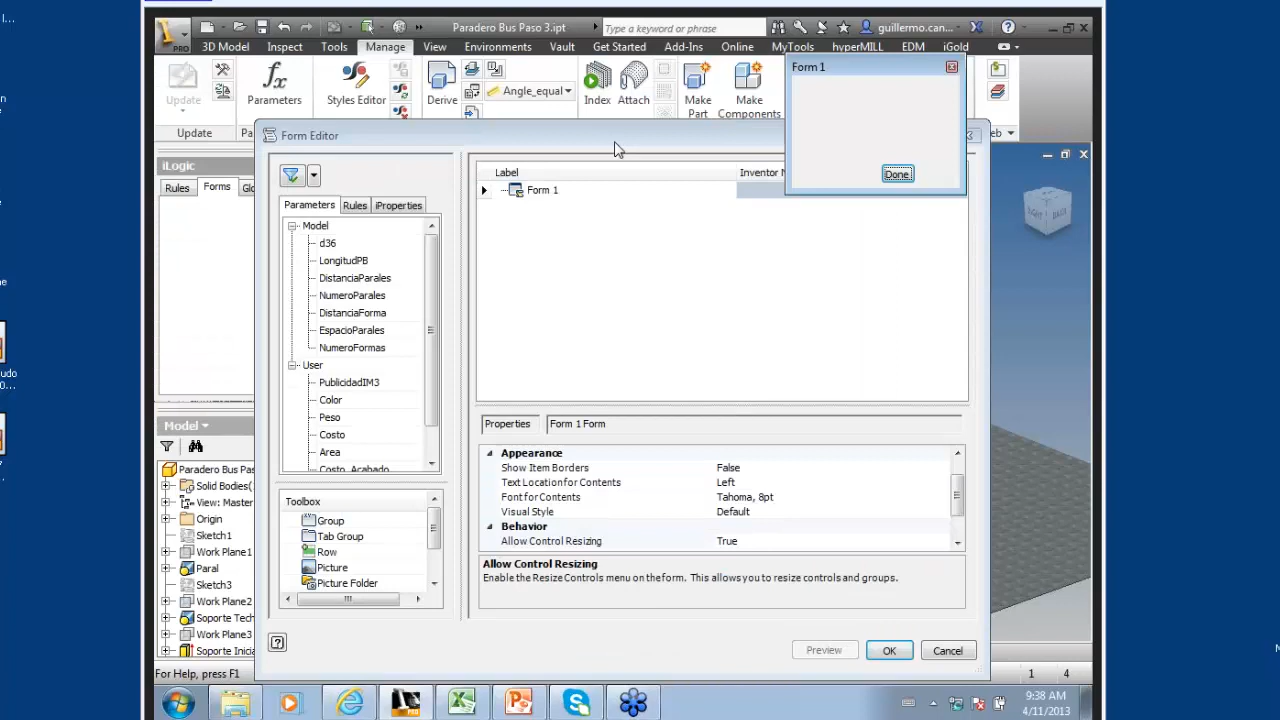 Paradero Bus Paso 3.ipt
Type a keyword or phrase
guillermo.can...
PRO
3D Model
Inspect
Tools
Manage
View
Environments
Vault
Get Started
Add-Ins
Online
MyTools
hyperMILL
EDM
iGold
Update
Parameters
Styles Editor
Derive
Angle_equal
Index
Attach
Make
Part
Make
Components
Update
Form 1
Done
Form Editor
iLogic
Rules
Forms
Parameters
Rules
iProperties
Model
d36
LongitudPB
DistanciaParales
NumeroParales
DistanciaForma
EspacioParales
NumeroFormas
User
PublicidadIM3
Color
Peso
Costo
Area
Costo_Acabado
Toolbox
Group
Tab Group
Row
Picture
Picture Folder
Label
Form 1
Properties
Form 1 Form
Appearance
Show Item Borders
False
Text Location for Contents
Left
Font for Contents
Tahoma, 8pt
Visual Style
Default
Behavior
Allow Control Resizing
True
Allow Control Resizing
Enable the Resize Controls menu on the form. This allows you to resize controls and groups.
Preview
OK
Cancel
Model
Paradero Bus Pas
Solid Bodies(
View: Master
Origin
Sketch1
Work Plane1
Paral
Sketch3
Work Plane2
Soporte Tech
Work Plane3
Soporte Inicia
For Help, press F1
1
4
9:38 AM
4/11/2013